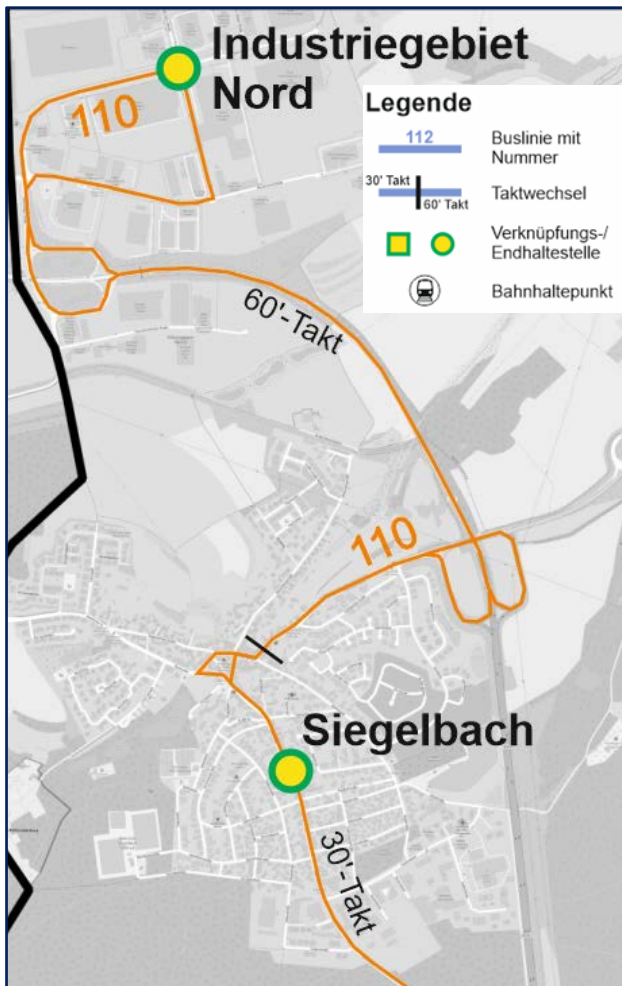 Industriegebiet
Nord
110
Legende
112
Buslinie mit
Nummer
30' Takt
60' Takt
Taktwechsel
Verknüpfungs-/
Endhaltestelle
Bahnhaltepunkt
60'-Takt
110
Siegelbach
30'-Takt